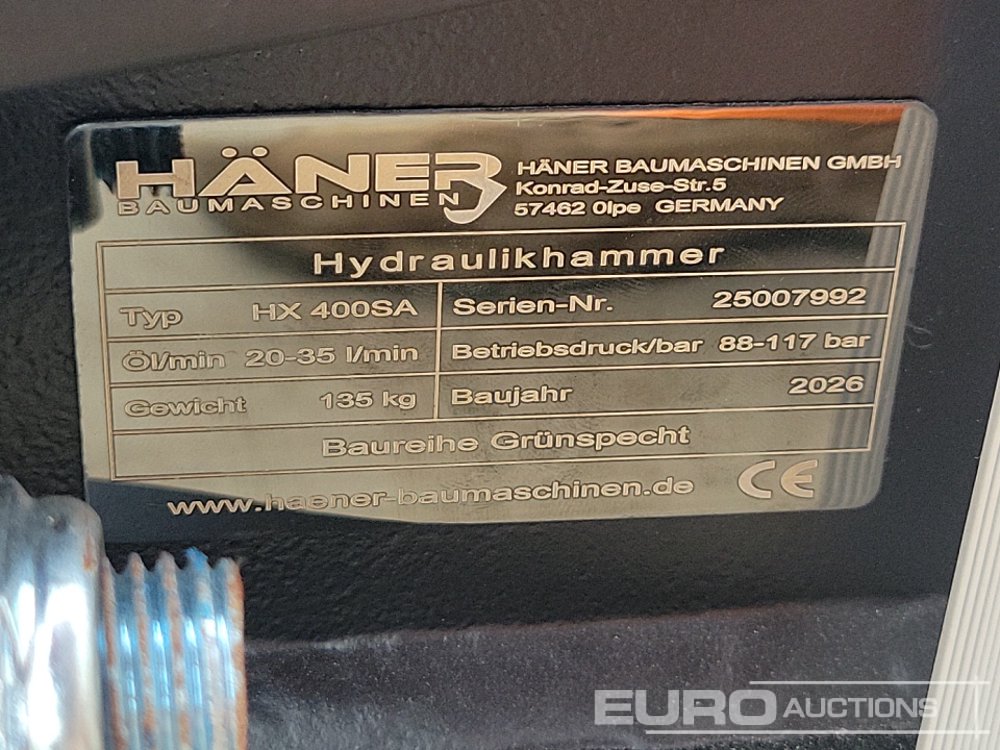 HÄNER
BAUMASCHINEN
HÄNER BAUMASCHINEN GMBH
Konrad-Zuse-Str.5
57462 Olpe GERMANY
Hydraulikhammer
Typ HX 400SA
Serien-Nr. 25007992
Öl/min 20-35 l/min
Betriebsdruck/bar 88-117 bar
Gewicht 135 kg
Baujahr 2026
Baureihe Grünspecht
www.haener-baumaschinen.de CE
EURO AUCTIONS